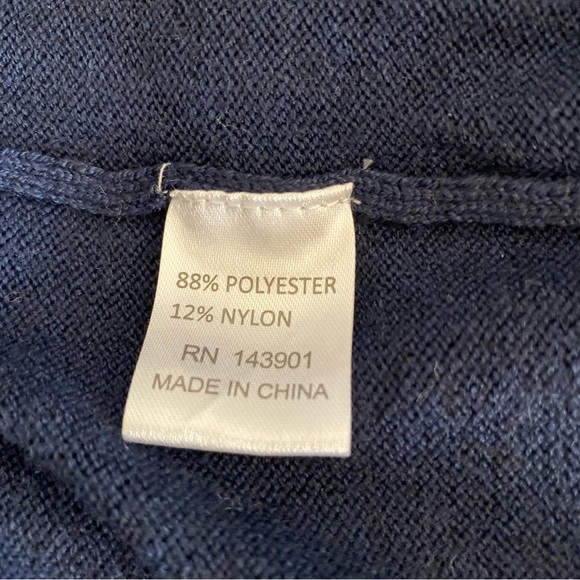 88% POLYESTER
12% NYLON
RN 143901
MADE IN CHINA